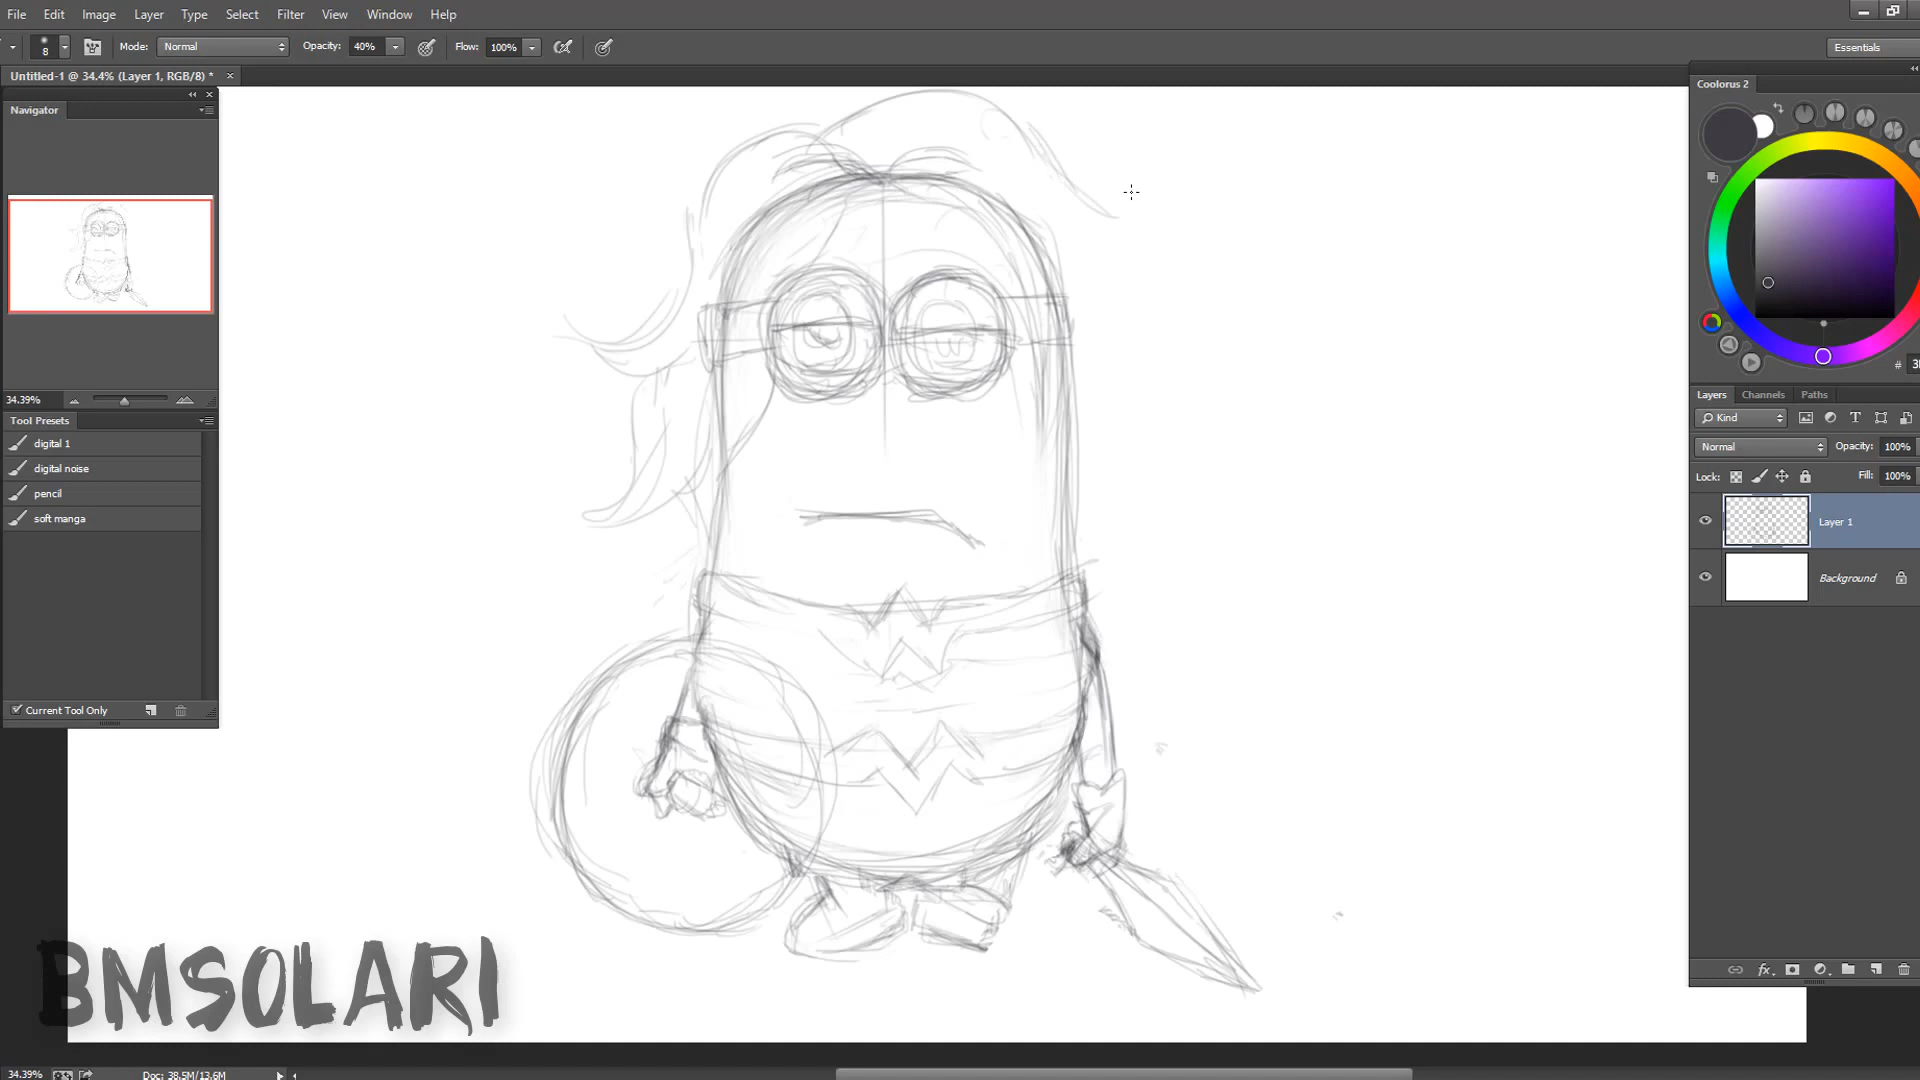 File Edit Image Layer Type Select Filter View Window Help
8 Mode: Normal Opacity: 40% Flow: 100% Essentials
Untitled-1 @ 34.4% (Layer 1, RGB/8) *
Navigator
34.39%
Tool Presets
digital 1
digital noise
pencil
soft manga
Current Tool Only
Coolorus 2
#
Layers Channels Paths
Kind
Normal Opacity: 100%
Lock: Fill: 100%
Layer 1
Background
BMSOLARI
34.39% Doc: 38.5M/13.6M